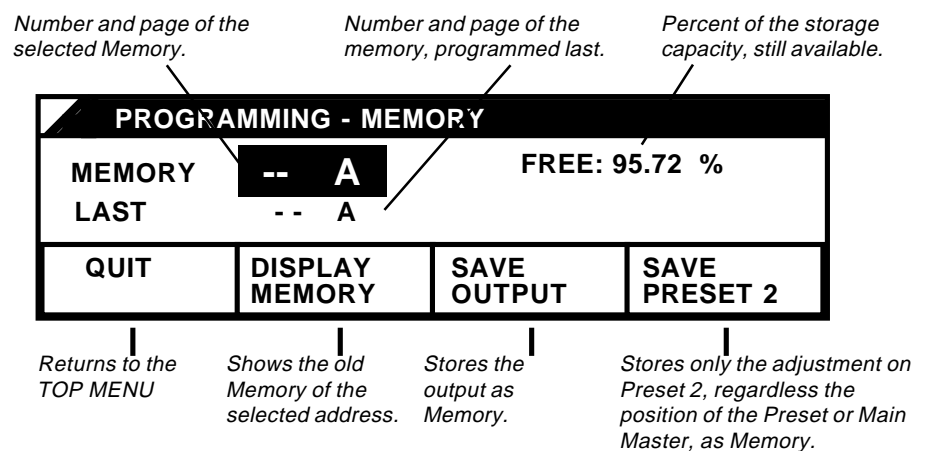 Number and page of the
selected Memory.
Number and page of the
memory, programmed last.
Percent of the storage
capacity, still available.
PROGRAMMING - MEMORY
MEMORY -- A FREE: 95.72 %
LAST - - A
QUIT
DISPLAY
MEMORY
SAVE
OUTPUT
SAVE
PRESET 2
Returns to the
TOP MENU
Shows the old
Memory of the
selected address.
Stores the
output as
Memory.
Stores only the adjustment on
Preset 2, regardless the
position of the Preset or Main
Master, as Memory.